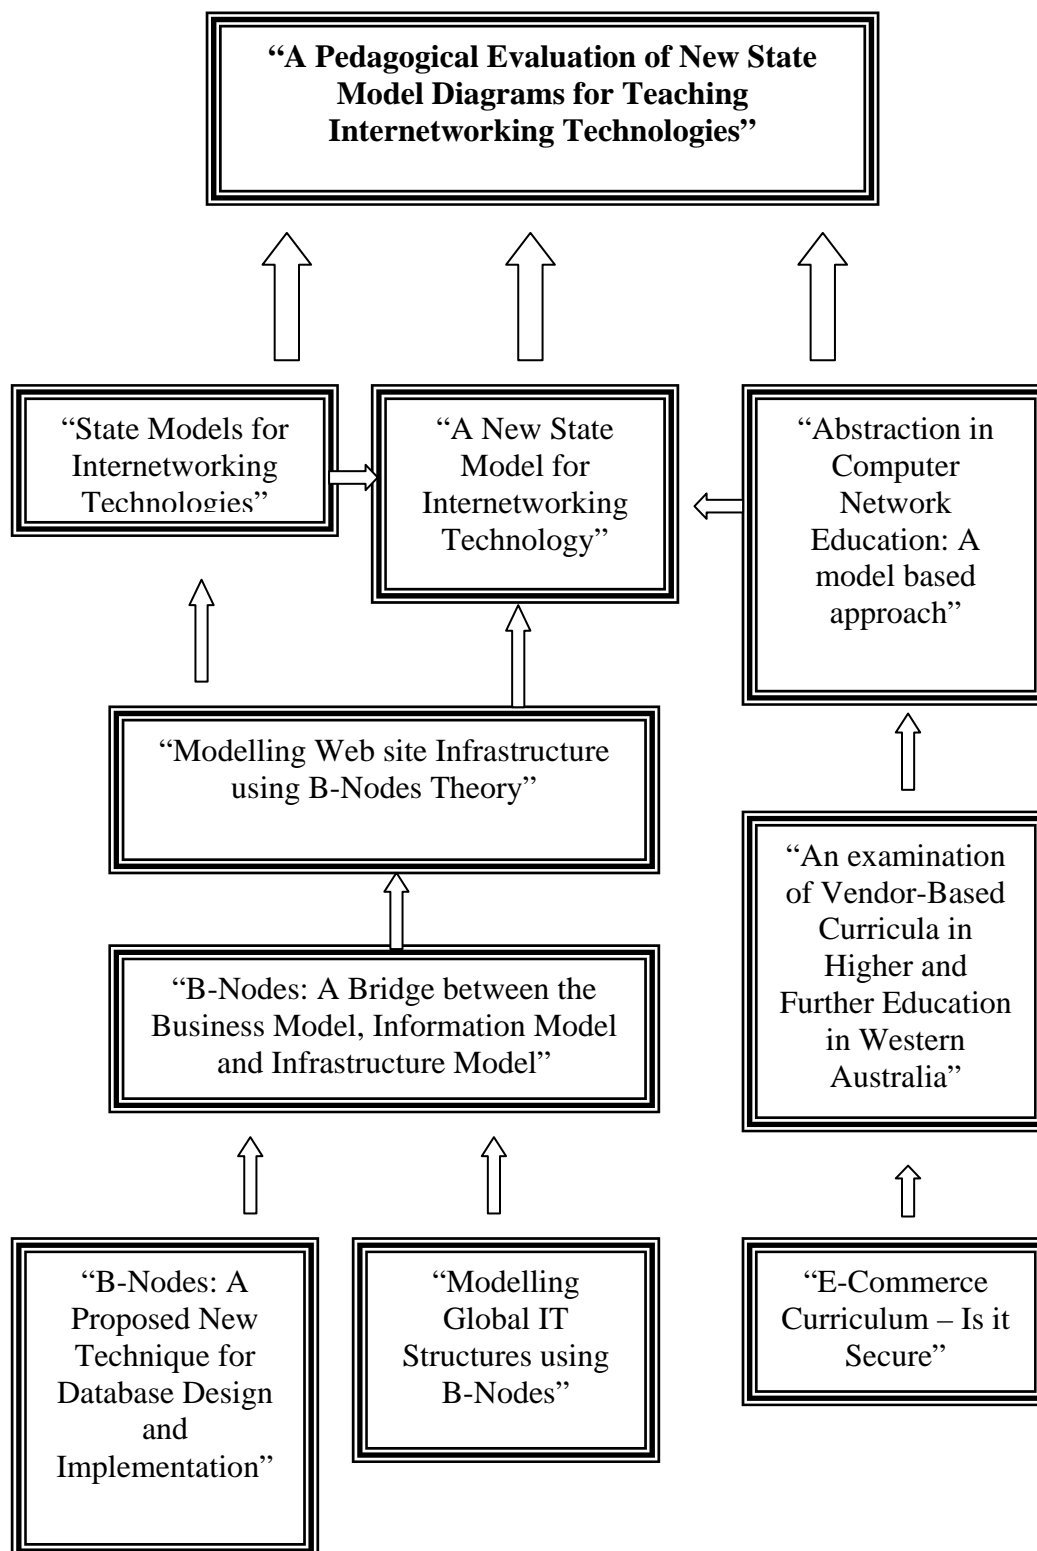 “A Pedagogical Evaluation of New State
Model Diagrams for Teaching
Internetworking Technologies”
“State Models for
Internetworking
Technologies”
“A New State
Model for
Internetworking
Technology”
“Abstraction in
Computer
Network
Education: A
model based
approach”
“Modelling Web site Infrastructure
using B-Nodes Theory”
“An examination
of Vendor-Based
Curricula in
Higher and
Further Education
in Western
Australia”
“B-Nodes: A Bridge between the
Business Model, Information Model
and Infrastructure Model”
“B-Nodes: A
Proposed New
Technique for
Database Design
and
Implementation”
“Modelling
Global IT
Structures using
B-Nodes”
“E-Commerce
Curriculum – Is it
Secure”